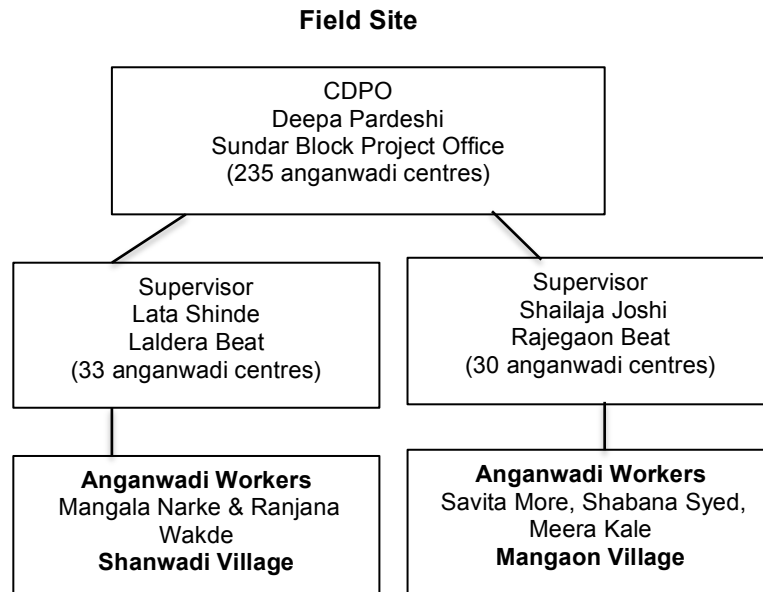 Field Site
CDPO
Deepa Pardeshi
Sundar Block Project Office
(235 anganwadi centres)
Supervisor
Lata Shinde
Laldera Beat
(33 anganwadi centres)
Supervisor
Shailaja Joshi
Rajegaon Beat
(30 anganwadi centres)
Anganwadi Workers
Mangala Narke & Ranjana
Wakde
Shanwadi Village
Anganwadi Workers
Savita More, Shabana Syed,
Meera Kale
Mangaon Village